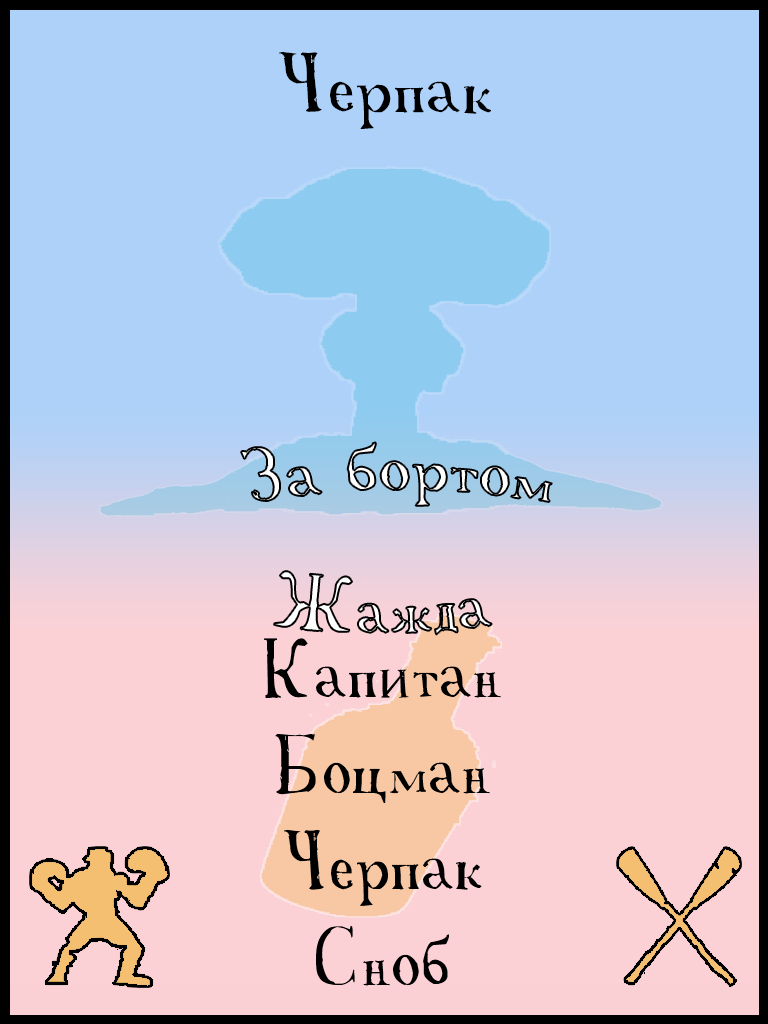 Черпак
За бортом
Жажда
Капитан
Боцман
Черпак
Сноб